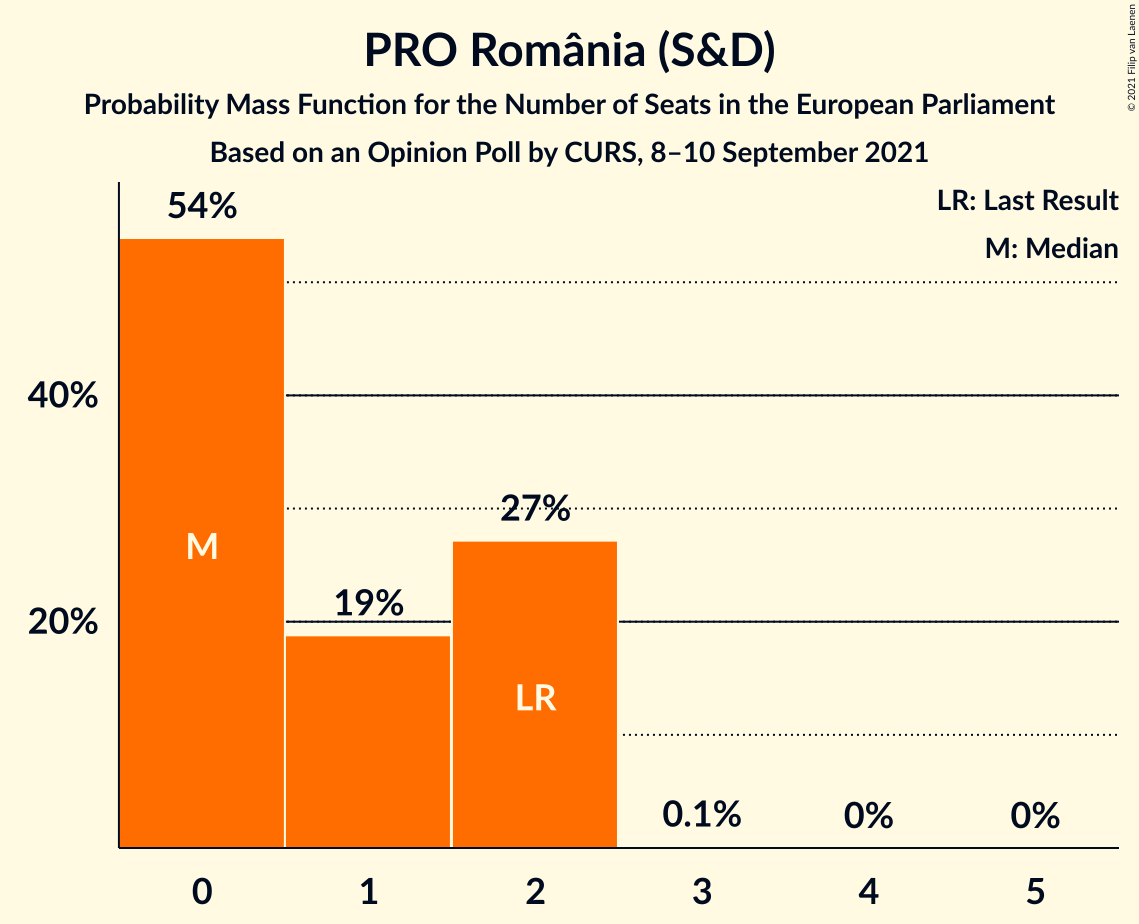 PRO România (S&D)
Probability Mass Function for the Number of Seats in the European Parliament
Based on an Opinion Poll by CURS, 8–10 September 2021
© 2021 Filip van Laenen
LR: Last Result
M: Median
54%
40%
27%
M
19%
20%
LR
0.1%
0%
0%
0
1
2
3
4
5